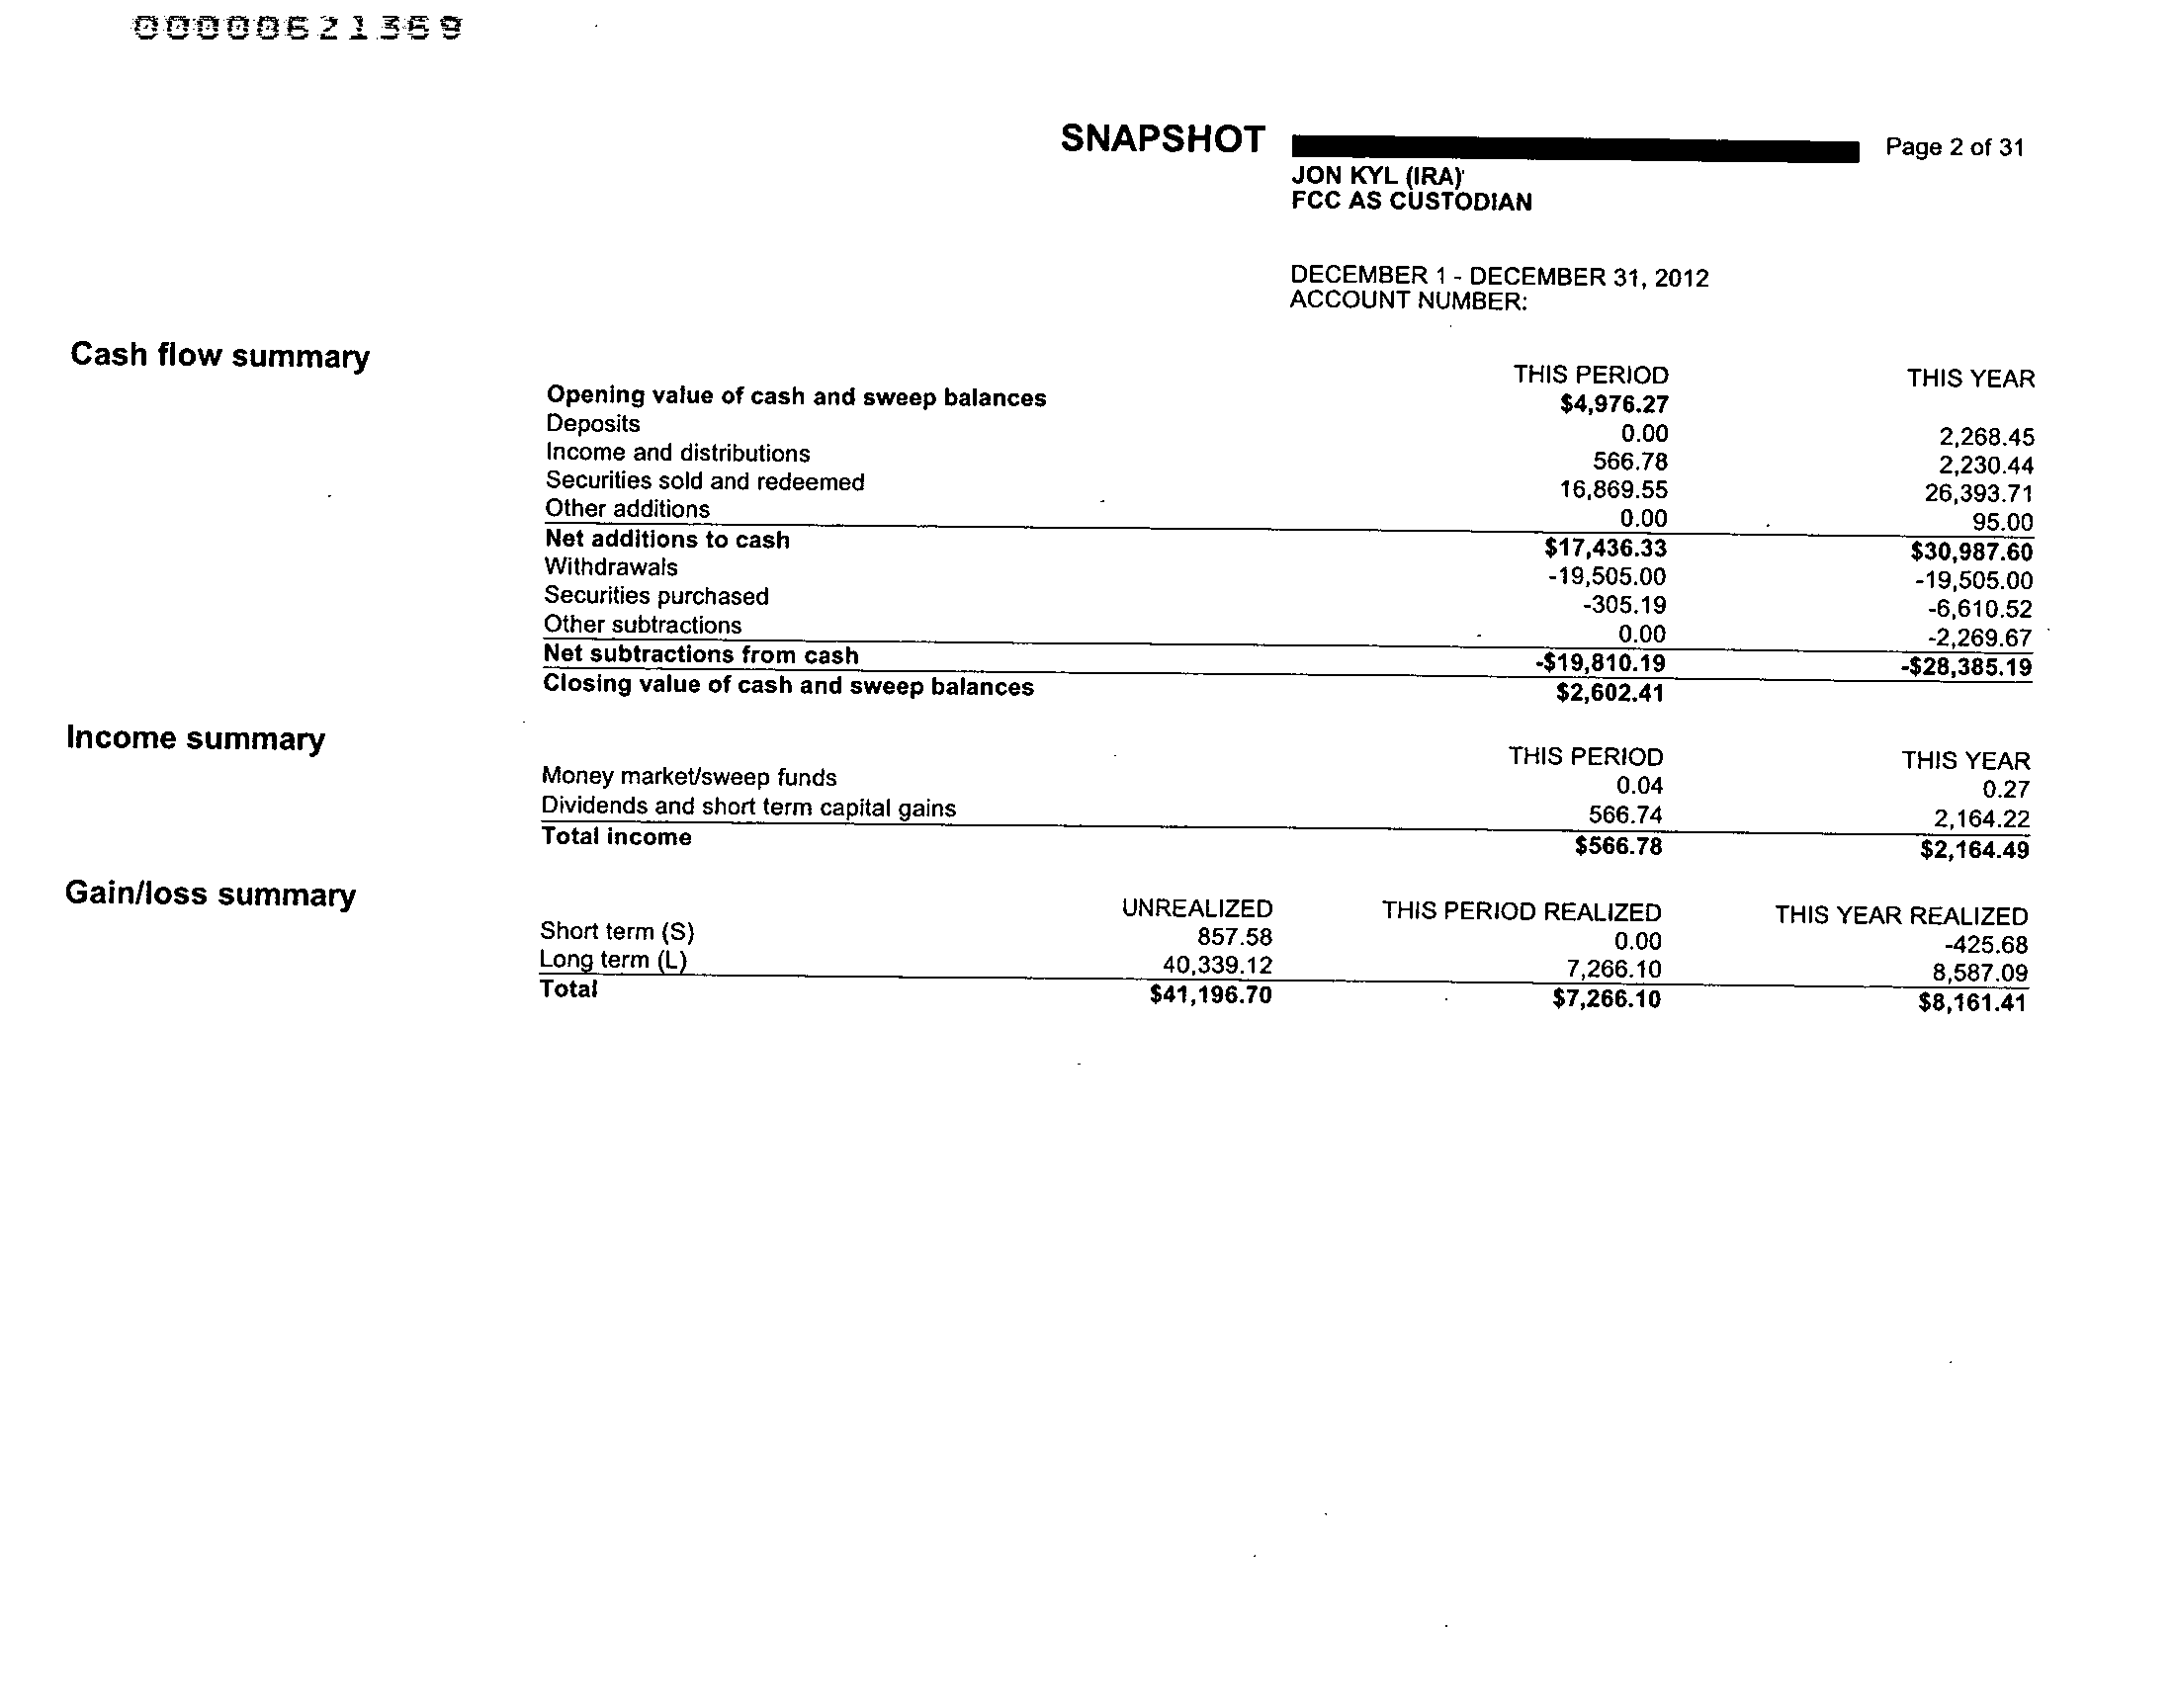 00000621369
SNAPSHOT Page 2 of 31
JON KYL (IRA)
FCC AS CUSTODIAN
DECEMBER 1 - DECEMBER 31, 2012
ACCOUNT NUMBER:
Cash flow summary
THIS PERIOD THIS YEAR
Opening value of cash and sweep balances $4,976.27
Deposits 0.00 2,268.45
Income and distributions 566.78 2,230.44
Securities sold and redeemed 16,869.55 26,393.71
Other additions 0.00 95.00
Net additions to cash $17,436.33 $30,987.60
Withdrawals -19,505.00 -19,505.00
Securities purchased -305.19 -6,610.52
Other subtractions 0.00 -2,269.67
Net subtractions from cash -$19,810.19 -$28,385.19
Closing value of cash and sweep balances $2,602.41
Income summary
THIS PERIOD THIS YEAR
Money market/sweep funds 0.04 0.27
Dividends and short term capital gains 566.74 2,164.22
Total income $566.78 $2,164.49
Gain/loss summary
UNREALIZED THIS PERIOD REALIZED THIS YEAR REALIZED
Short term (S) 857.58 0.00 -425.68
Long term (L) 40,339.12 7,266.10 8,587.09
Total $41,196.70 $7,266.10 $8,161.41